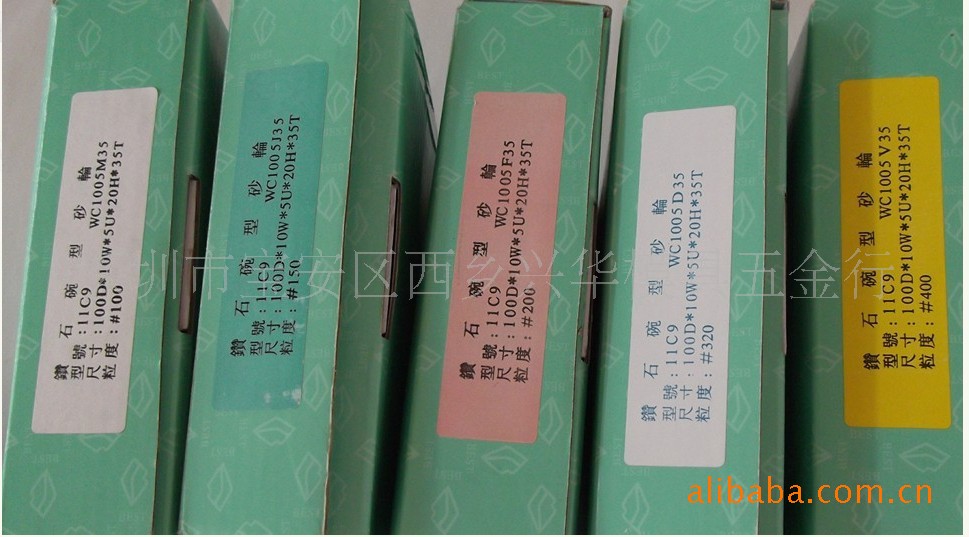 鑽石碗型砂輪
型號:11C9 WC1005M35
尺寸:100D*10W*5U*20H*35T
粒度:#100
鑽石碗型砂輪
型號:11C9 WC1005J35
尺寸:100D*10W*5U*20H*35T
粒度:#150
鑽石碗型砂輪
型號:11C9 WC1005F35
尺寸:100D*10W*5U*20H*35T
粒度:#200
鑽石碗型砂輪
型號:11C9 WC1005D35
尺寸:100D*10W*5U*20H*35T
粒度:#320
鑽石碗型砂輪
型號:11C9 WC1005V35
尺寸:100D*10W*5U*20H*35T
粒度:#400
圳市宝安区西乡兴华 五金行
BEST
alibaba.com.cn